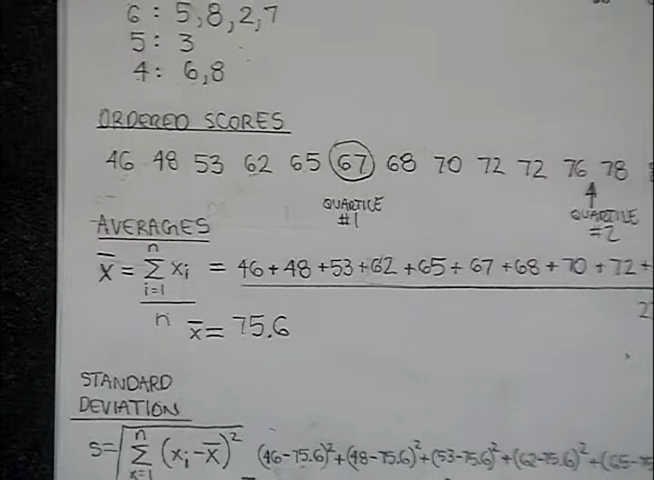 6 : 5,8,2,7
5 : 3
4 : 6,8
ORDERED SCORES
46 48 53 62 65 67 68 70 72 72 76 78
QUARTILE
#1
QUARTILE
#2
AVERAGES
x̄ = n Σ i=1 xi / n = 46+48+53+62+65+67+68+70+72+
x̄ = 75.6
STANDARD
DEVIATION
s= √ n Σ x=1 (xi-x̄)² (46-75.6)²+(48-75.6)²+(53-75.6)²+(62-75.6)²+(65-75